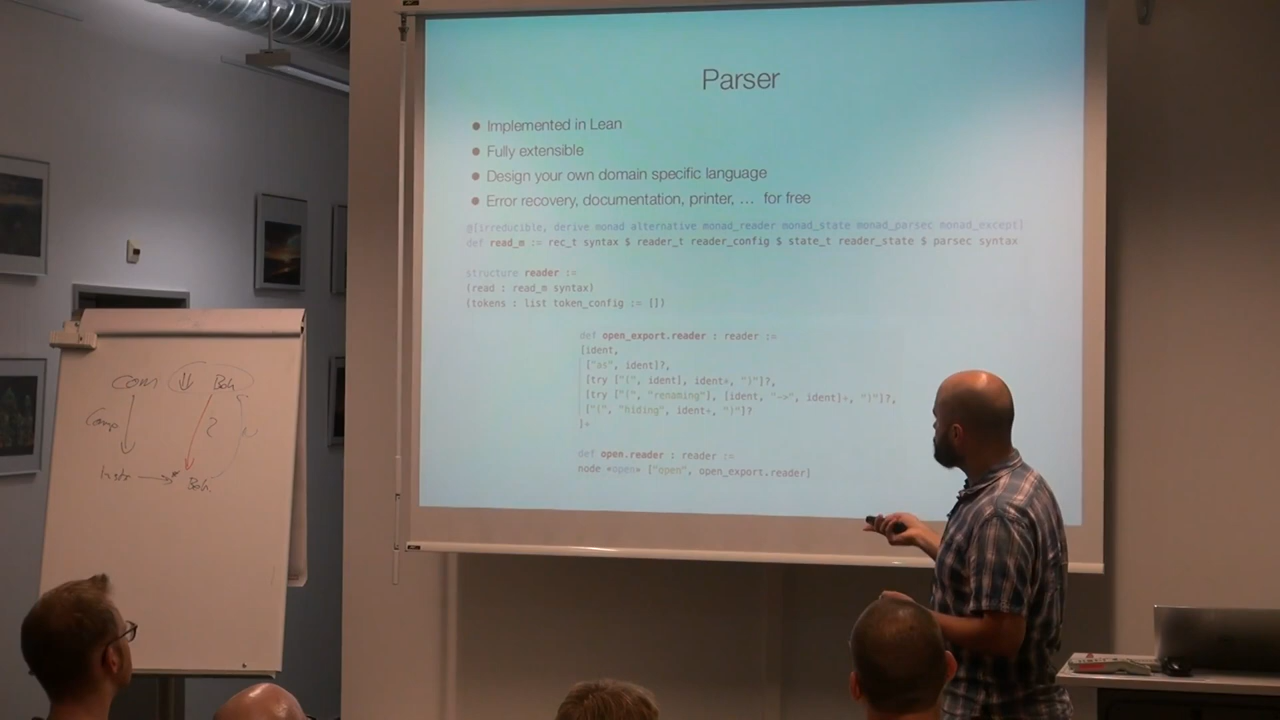 Parser
● Implemented in Lean
● Fully extensible
● Design your own domain specific language
● Error recovery, documentation, printer, … for free
@[irreducible, derive monad alternative monad_reader monad_state monad_parsec monad_except]
def read_m := rec_t syntax $ reader_t reader_config $ state_t reader_state $ parsec syntax
structure reader :=
(read : read_m syntax)
(tokens : list token_config := [])
def open_export.reader : reader :=
[ident,
["as", ident]?,
[try ["(", ident], ident*, ")"]?,
[try ["(", "renaming"], [ident, "->", ident]+, ")"]?,
["(", "hiding", ident+, ")"]?
]+
def open.reader : reader :=
node «open» ["open", open_export.reader]
Com ⇓ Bool
Comp ?
Instr → Bool